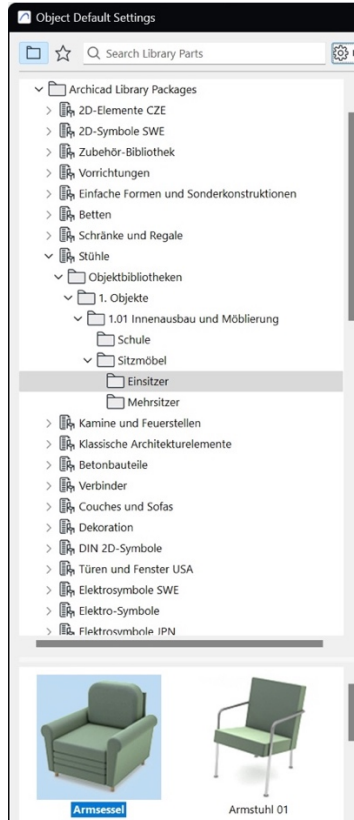 Object Default Settings
Search Library Parts
Archicad Library Packages
2D-Elemente CZE
2D-Symbole SWE
Zubehör-Bibliothek
Vorrichtungen
Einfache Formen und Sonderkonstruktionen
Betten
Schränke und Regale
Stühle
Objektbibliotheken
1. Objekte
1.01 Innenausbau und Möblierung
Schule
Sitzmöbel
Einsitzer
Mehrsitzer
Kamine und Feuerstellen
Klassische Architekturelemente
Betonbauteile
Verbinder
Couches und Sofas
Dekoration
DIN 2D-Symbole
Türen und Fenster USA
Elektrosymbole SWE
Elektro-Symbole
Elektrosymbole JPN
Armsessel
Armstuhl 01